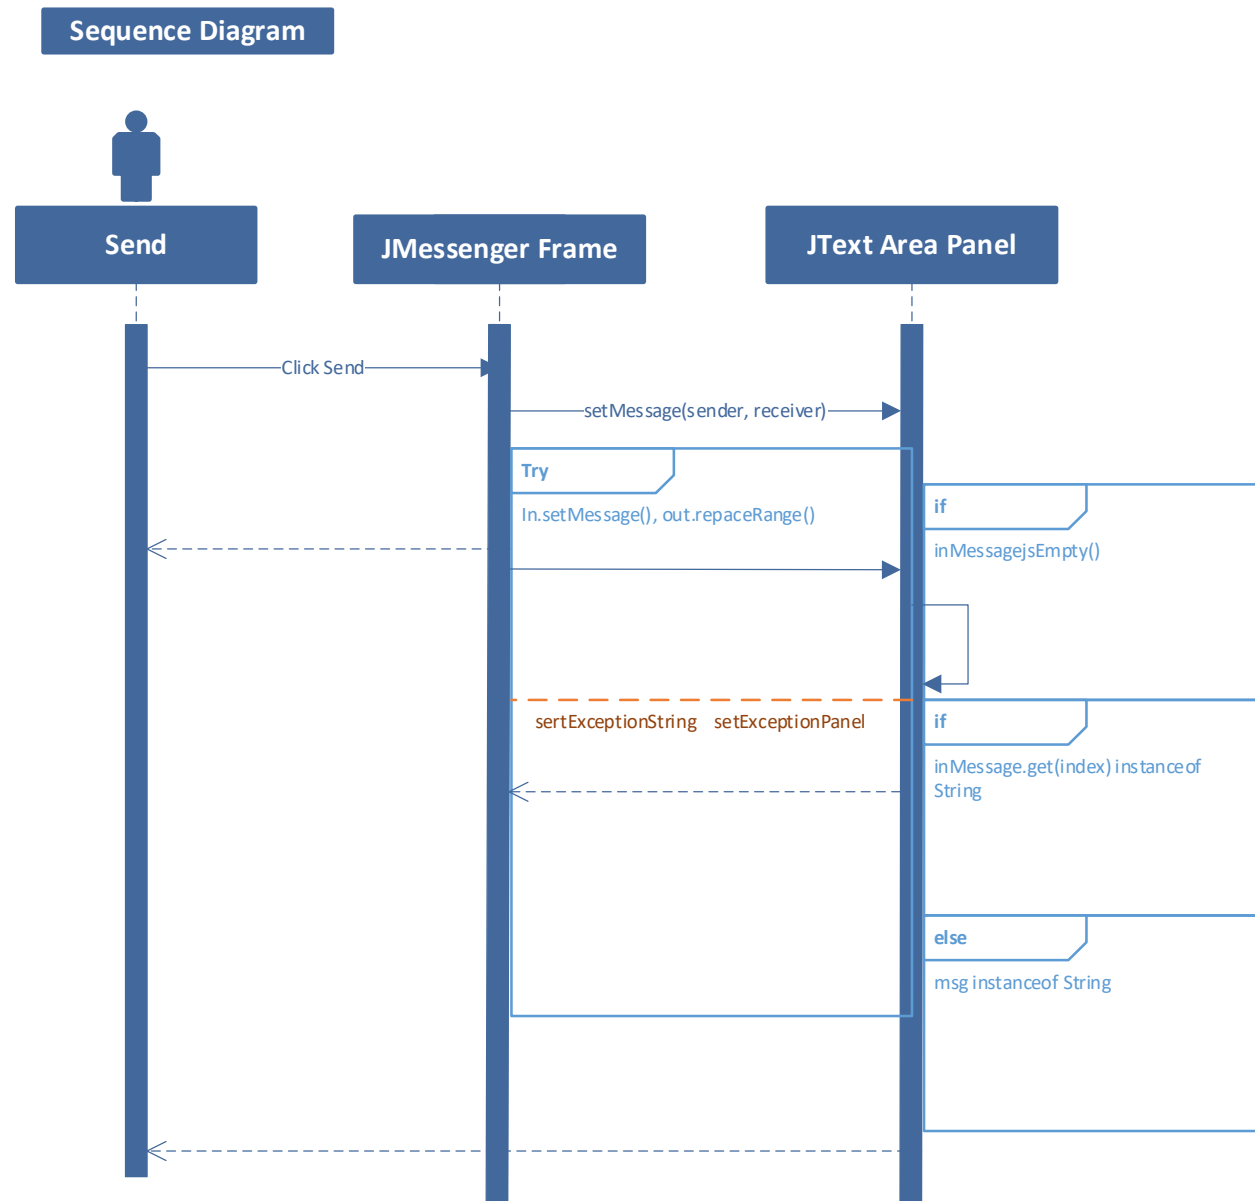 Sequence Diagram
Send
JMessenger Frame
JText Area Panel
Click Send
setMessage(sender, receiver)
Try
In.setMessage(), out.repaceRange()
if
inMessagejsEmpty()
sertExceptionString setExceptionPanel
if
inMessage.get(index) instanceof
String
else
msg instanceof String